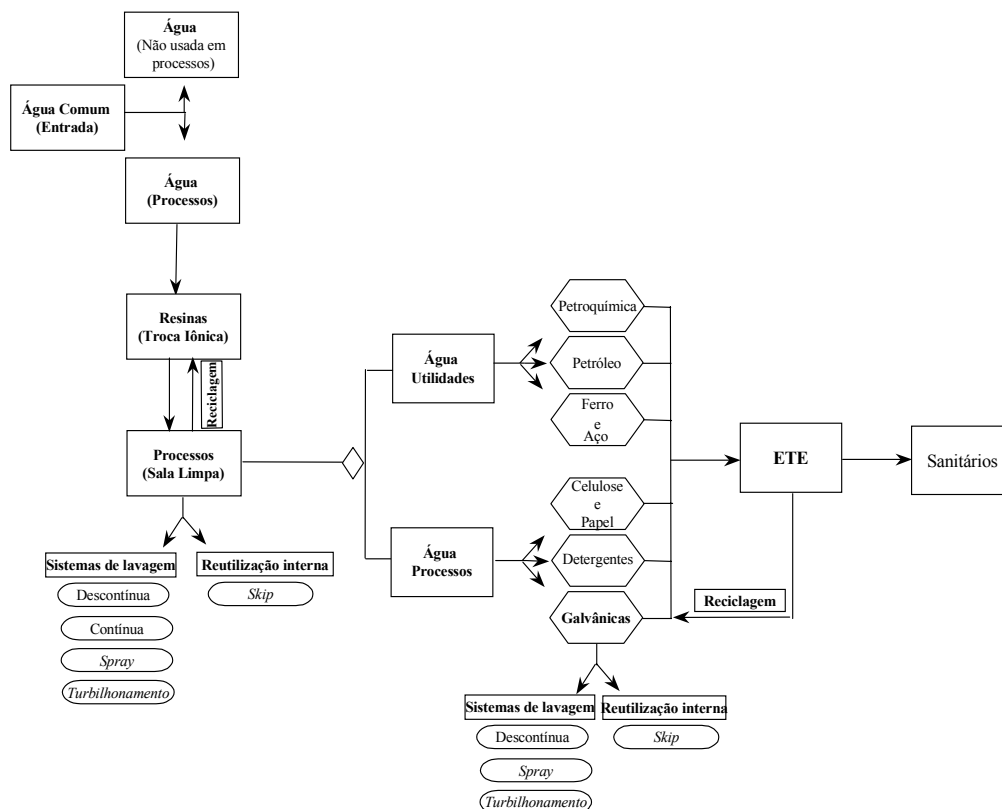 Água
(Não usada em
processos)
Água Comum
(Entrada)
Água
(Processos)
Resinas
(Troca Iônica)
Reciclagem
Processos
(Sala Limpa)
Sistemas de lavagem
Descontínua
Contínua
Spray
Turbilhonamento
Reutilização interna
Skip
Água
Utilidades
Petroquímica
Petróleo
Ferro
e
Aço
Água
Processos
Celulose
e
Papel
Detergentes
Galvânicas
Sistemas de lavagem
Descontínua
Spray
Turbilhonamento
Reutilização interna
Skip
Reciclagem
ETE
Sanitários